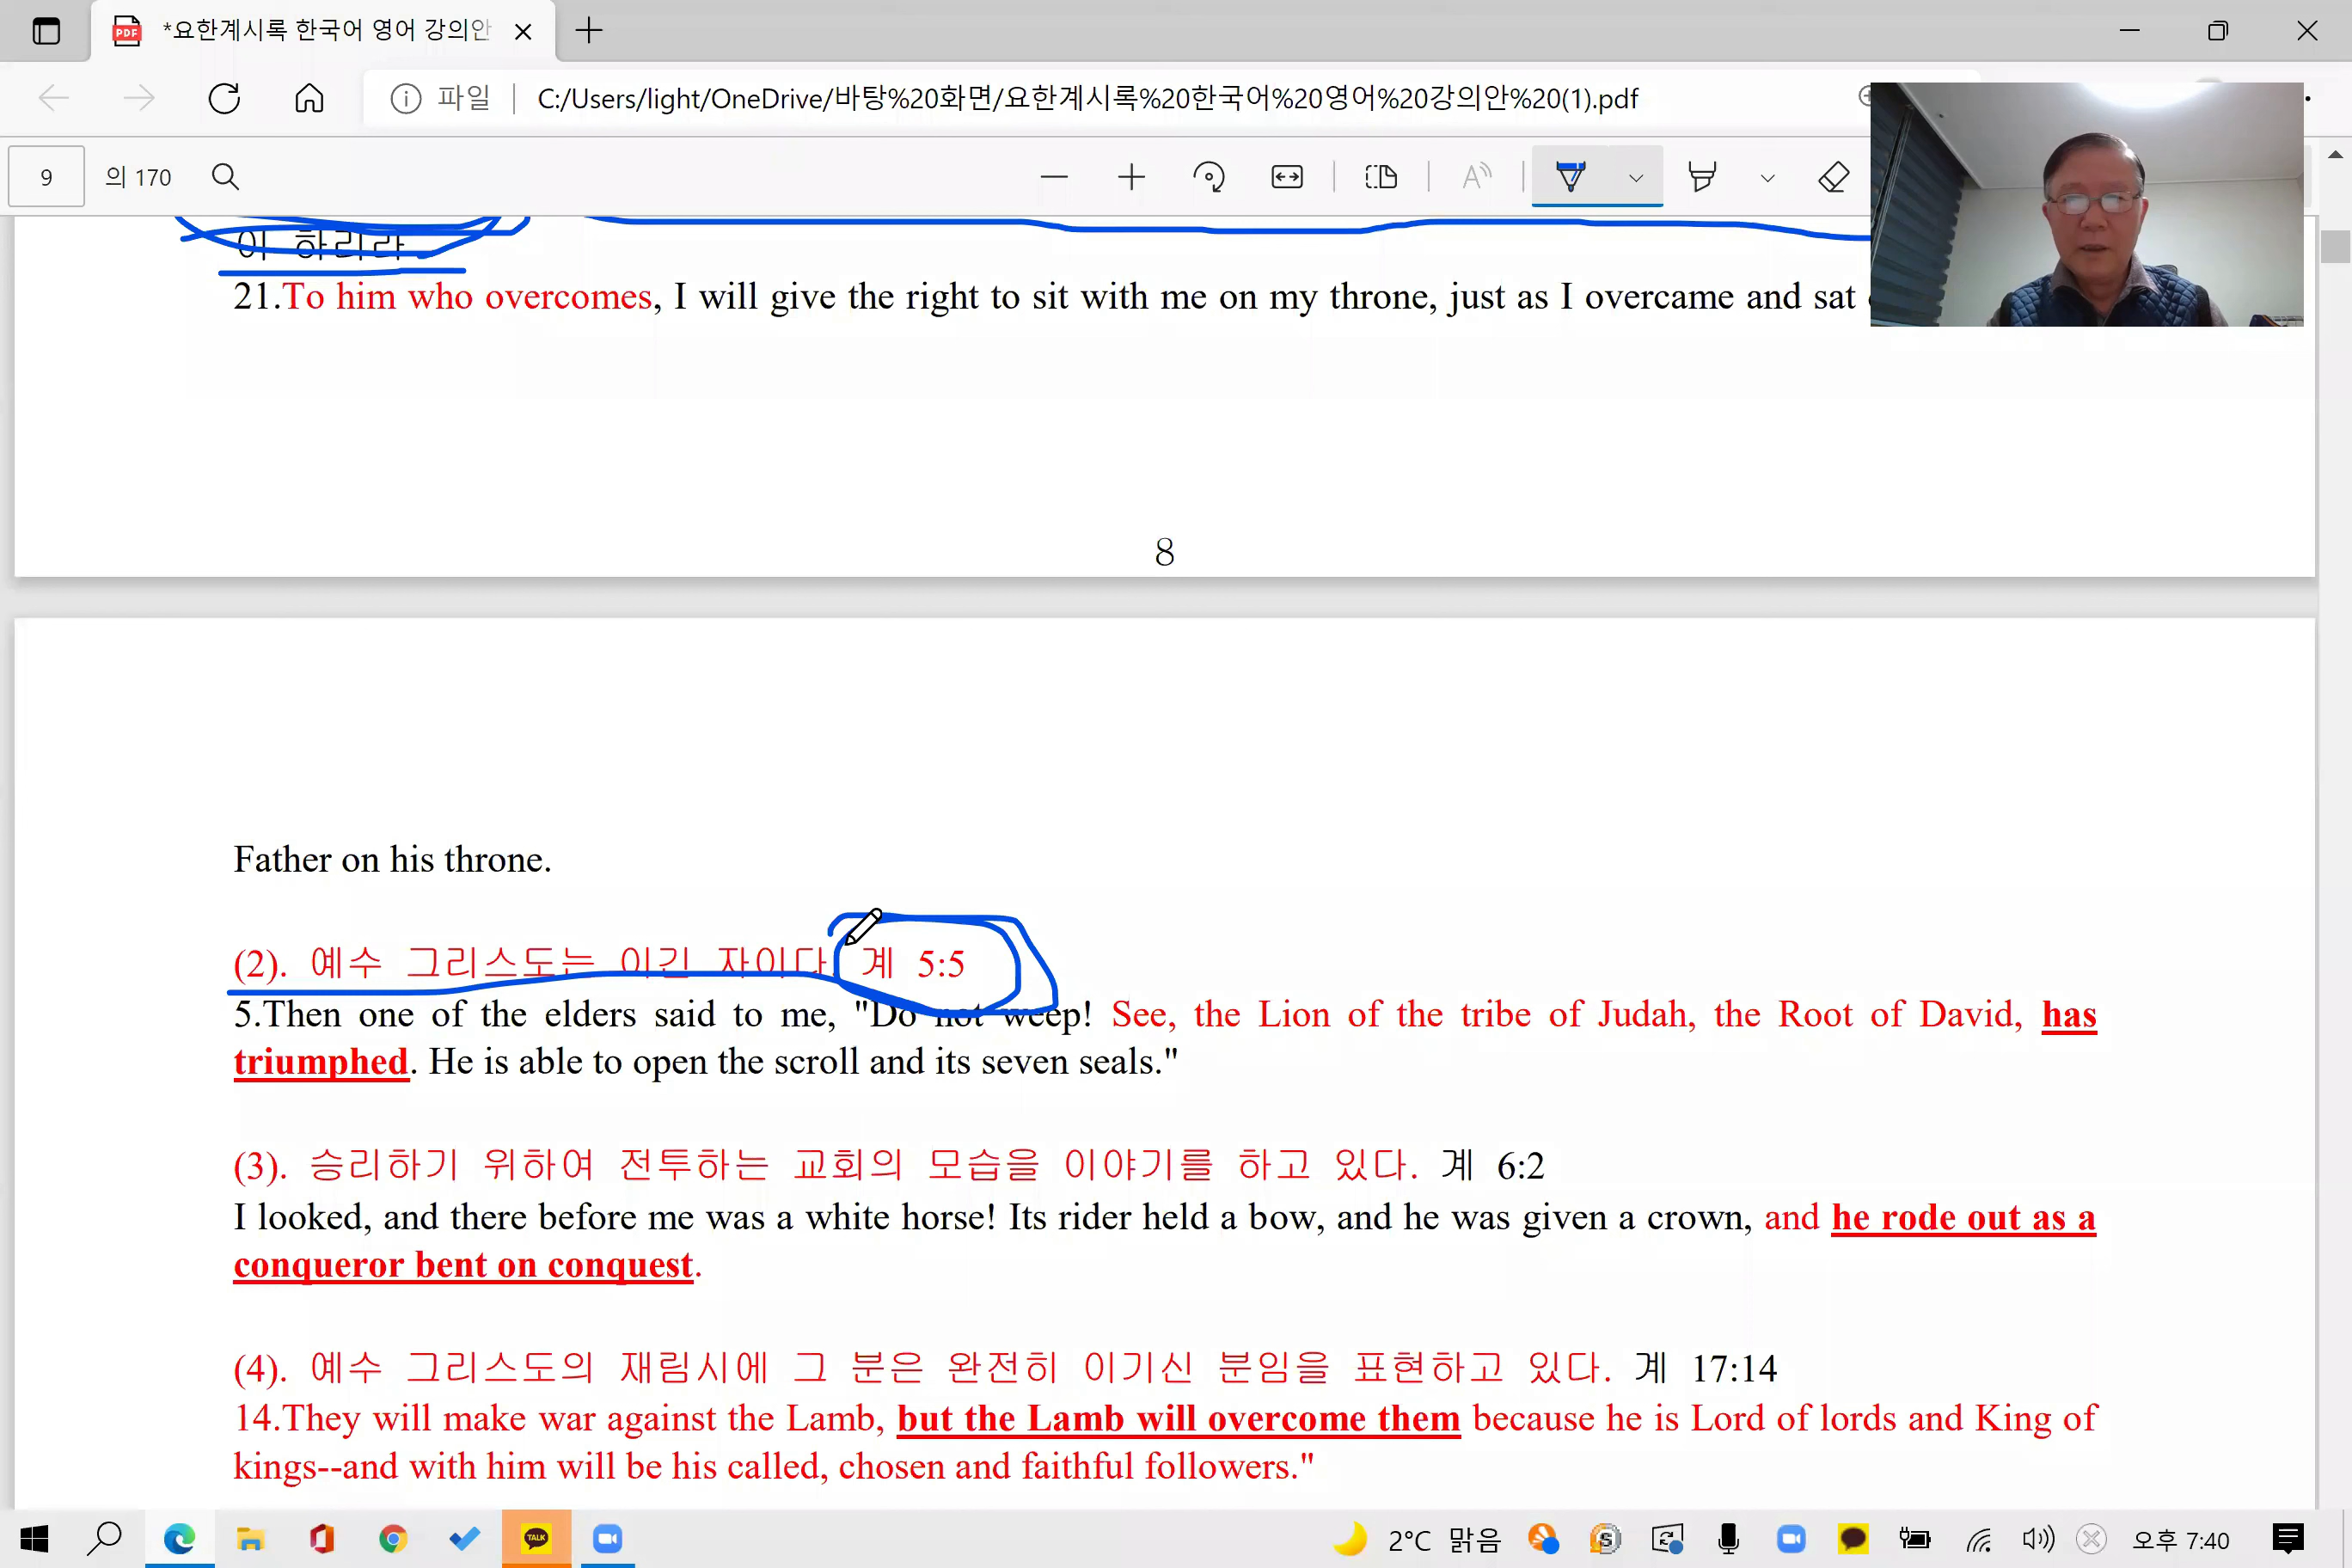 *요한계시록 한국어 영어 강의안
파일 C:/Users/light/OneDrive/바탕%20화면/요한계시록%20한국어%20영어%20강의안%20(1).pdf
9 의 170
이 하리라
21.To him who overcomes, I will give the right to sit with me on my throne, just as I overcame and sat
8
Father on his throne.
(2). 예수 그리스도는 이긴 자이다. 계 5:5
5.Then one of the elders said to me, "Do not weep! See, the Lion of the tribe of Judah, the Root of David, has
triumphed. He is able to open the scroll and its seven seals."
(3). 승리하기 위하여 전투하는 교회의 모습을 이야기를 하고 있다. 계 6:2
I looked, and there before me was a white horse! Its rider held a bow, and he was given a crown, and he rode out as a
conqueror bent on conquest.
(4). 예수 그리스도의 재림시에 그 분은 완전히 이기신 분임을 표현하고 있다. 계 17:14
14.They will make war against the Lamb, but the Lamb will overcome them because he is Lord of lords and King of
kings--and with him will be his called, chosen and faithful followers."
TALK 2°C 맑음 오후 7:40